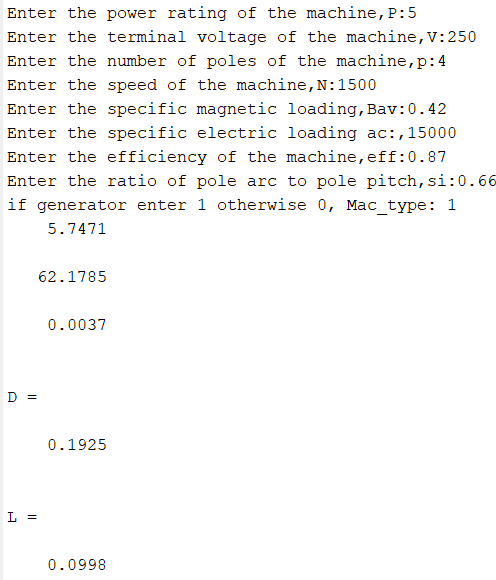 Enter the power rating of the machine,P:5
Enter the terminal voltage of the machine,V:250
Enter the number of poles of the machine,p:4
Enter the speed of the machine,N:1500
Enter the specific magnetic loading,Bav:0.42
Enter the specific electric loading ac:,15000
Enter the efficiency of the machine,eff:0.87
Enter the ratio of pole arc to pole pitch,si:0.66
if generator enter 1 otherwise 0, Mac_type: 1
5.7471
62.1785
0.0037
D =
0.1925
L =
0.0998